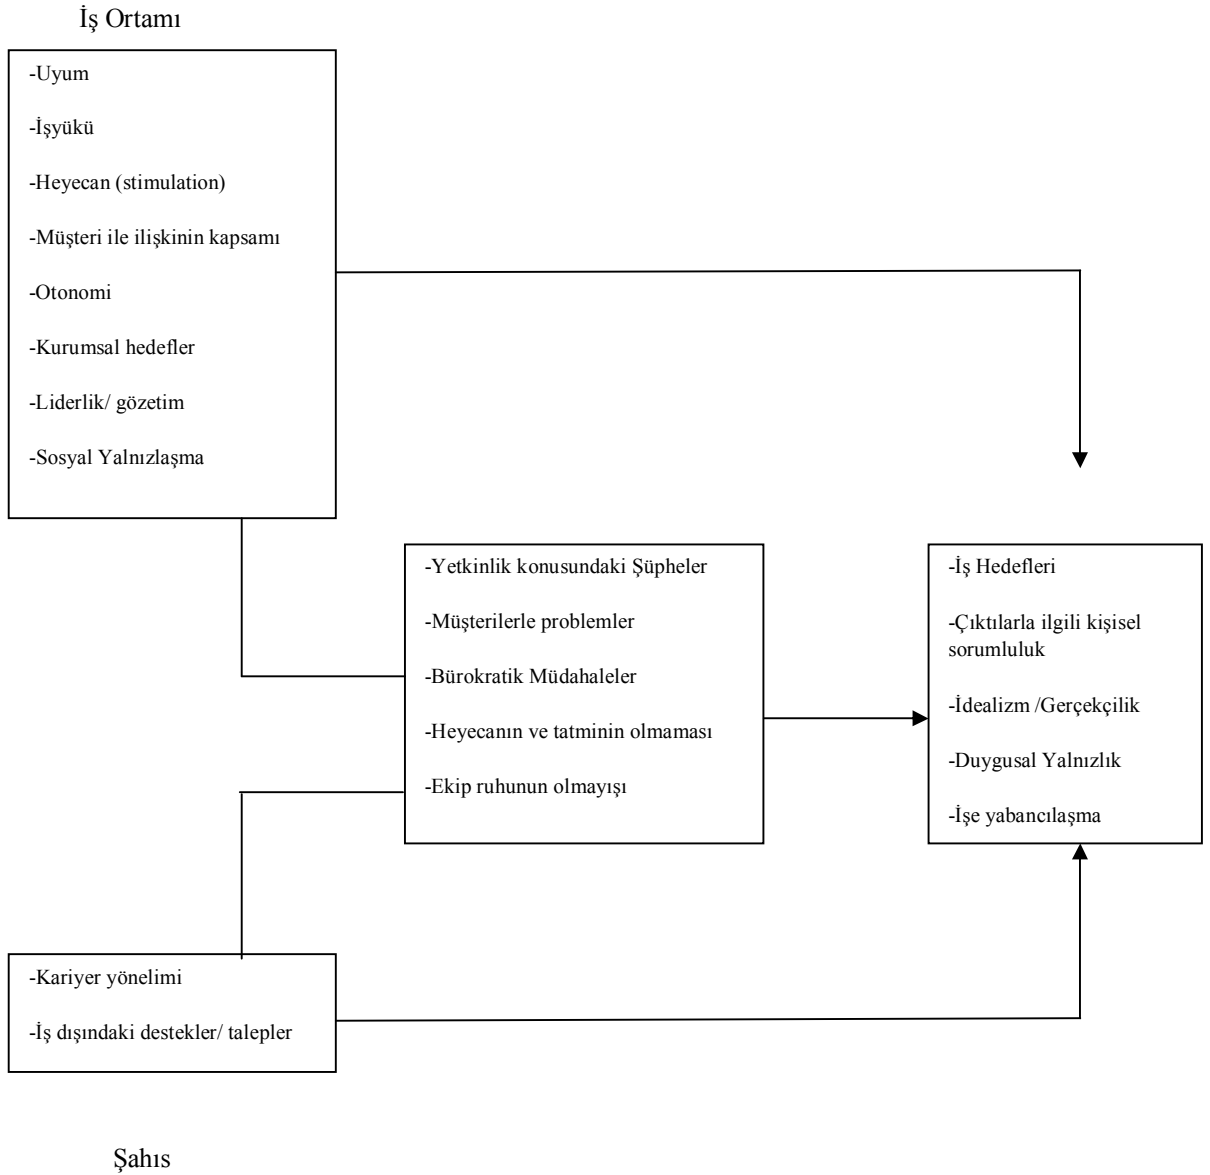 İş Ortamı
-Uyum
-İşyükü
-Heyecan (stimulation)
-Müşteri ile ilişkinin kapsamı
-Otonomi
-Kurumsal hedefler
-Liderlik/ gözetim
-Sosyal Yalnızlaşma
-Yetkinlik konusundaki Şüpheler
-Müşterilerle problemler
-Bürokratik Müdahaleler
-Heyecanın ve tatminin olmaması
-Ekip ruhunun olmayışı
-İş Hedefleri
-Çıktılarla ilgili kişisel
sorumluluk
-İdealizm /Gerçekçilik
-Duygusal Yalnızlık
-İşe yabancılaşma
-Kariyer yönelimi
-İş dışındaki destekler/ talepler
Şahıs